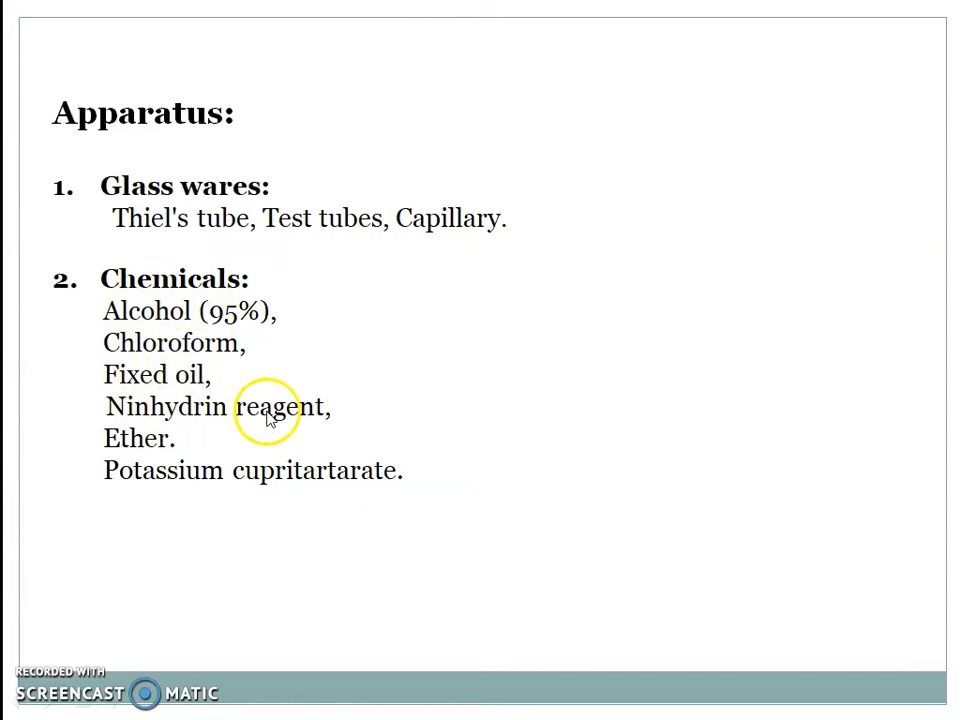 Apparatus:
1. Glass wares:
Thiel's tube, Test tubes, Capillary.
2. Chemicals:
Alcohol (95%),
Chloroform,
Fixed oil,
Ninhydrin reagent,
Ether.
Potassium cupritartarate.
RECORDED WITH
SCREENCAST MATIC